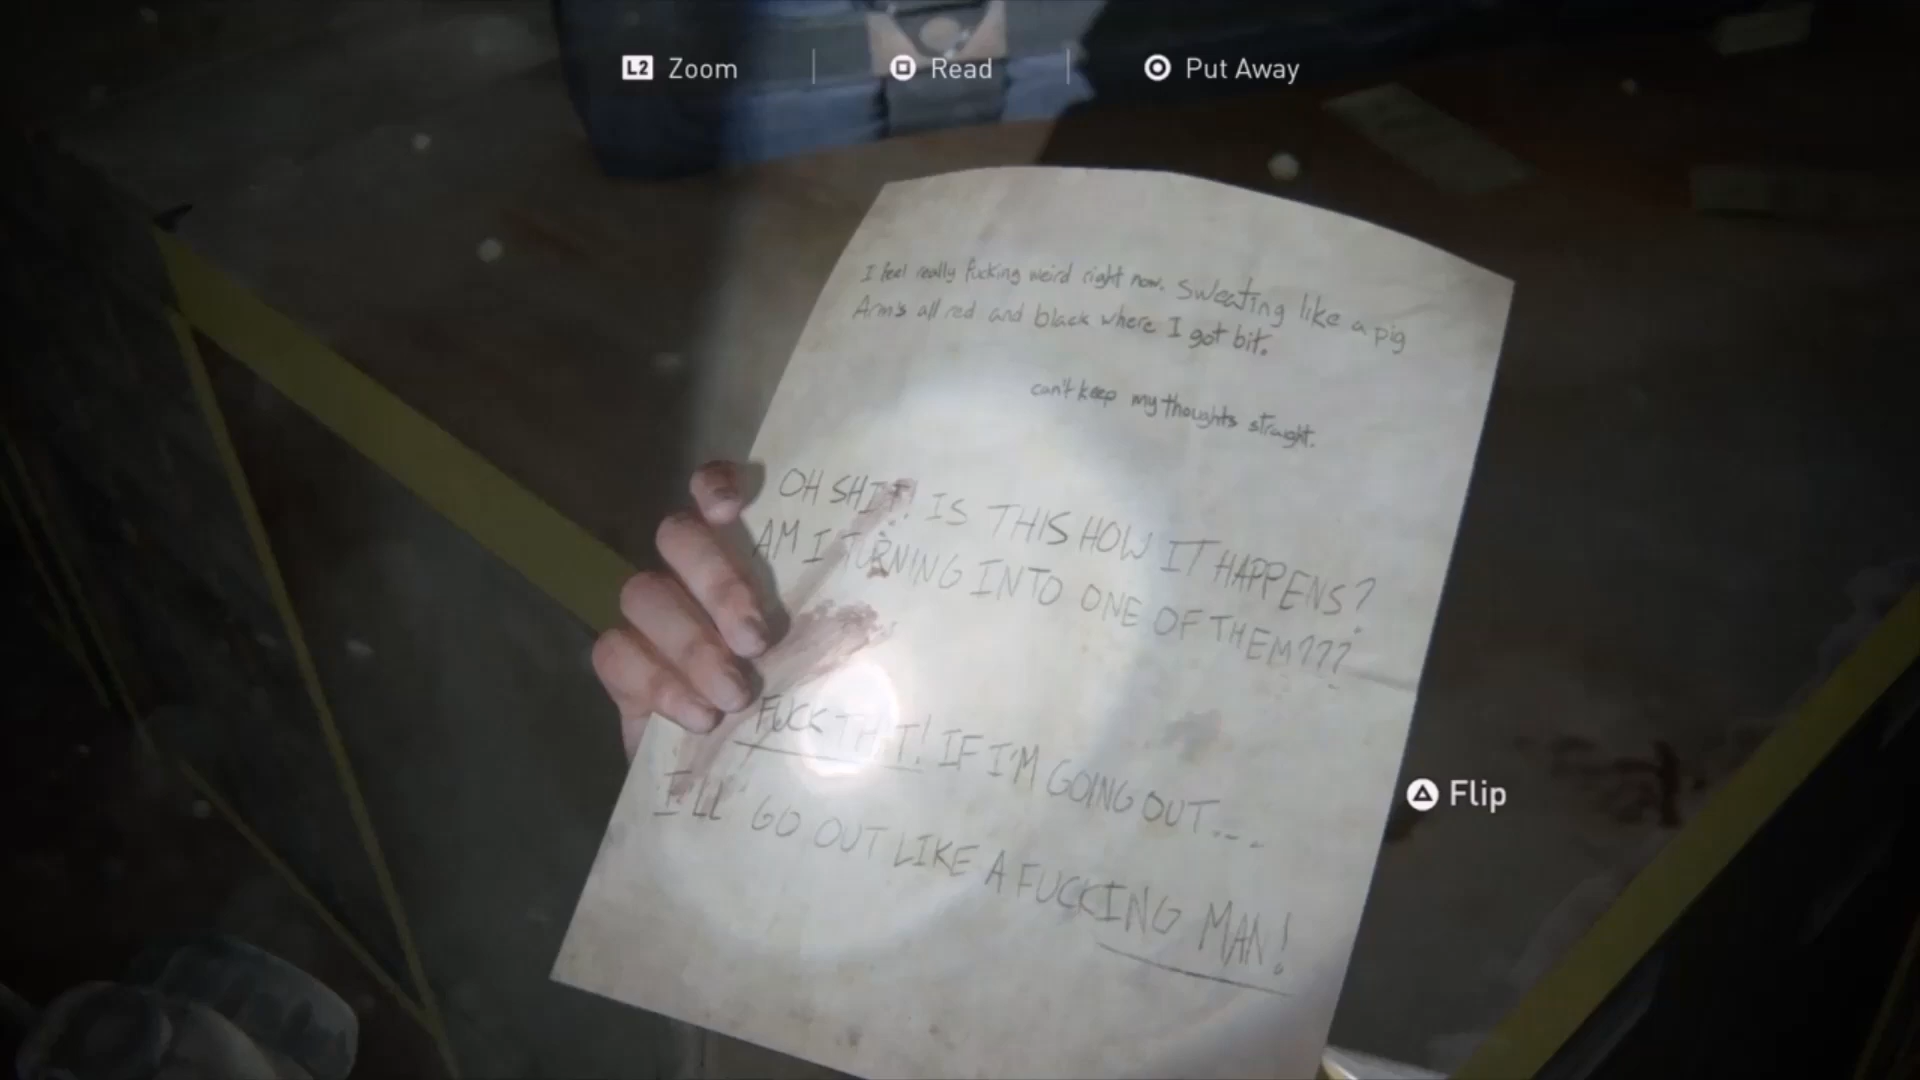 L2 Zoom | Read | Put Away
I feel really fucking weird right now. Sweating like a pig
Arm's all red and black where I got bit.
can't keep my thoughts straight.
OH SHIT! IS THIS HOW IT HAPPENS?
AM I TURNING INTO ONE OF THEM???
FUCK THAT! IF I'M GOING OUT...
I'LL GO OUT LIKE A FUCKING MAN!
Flip